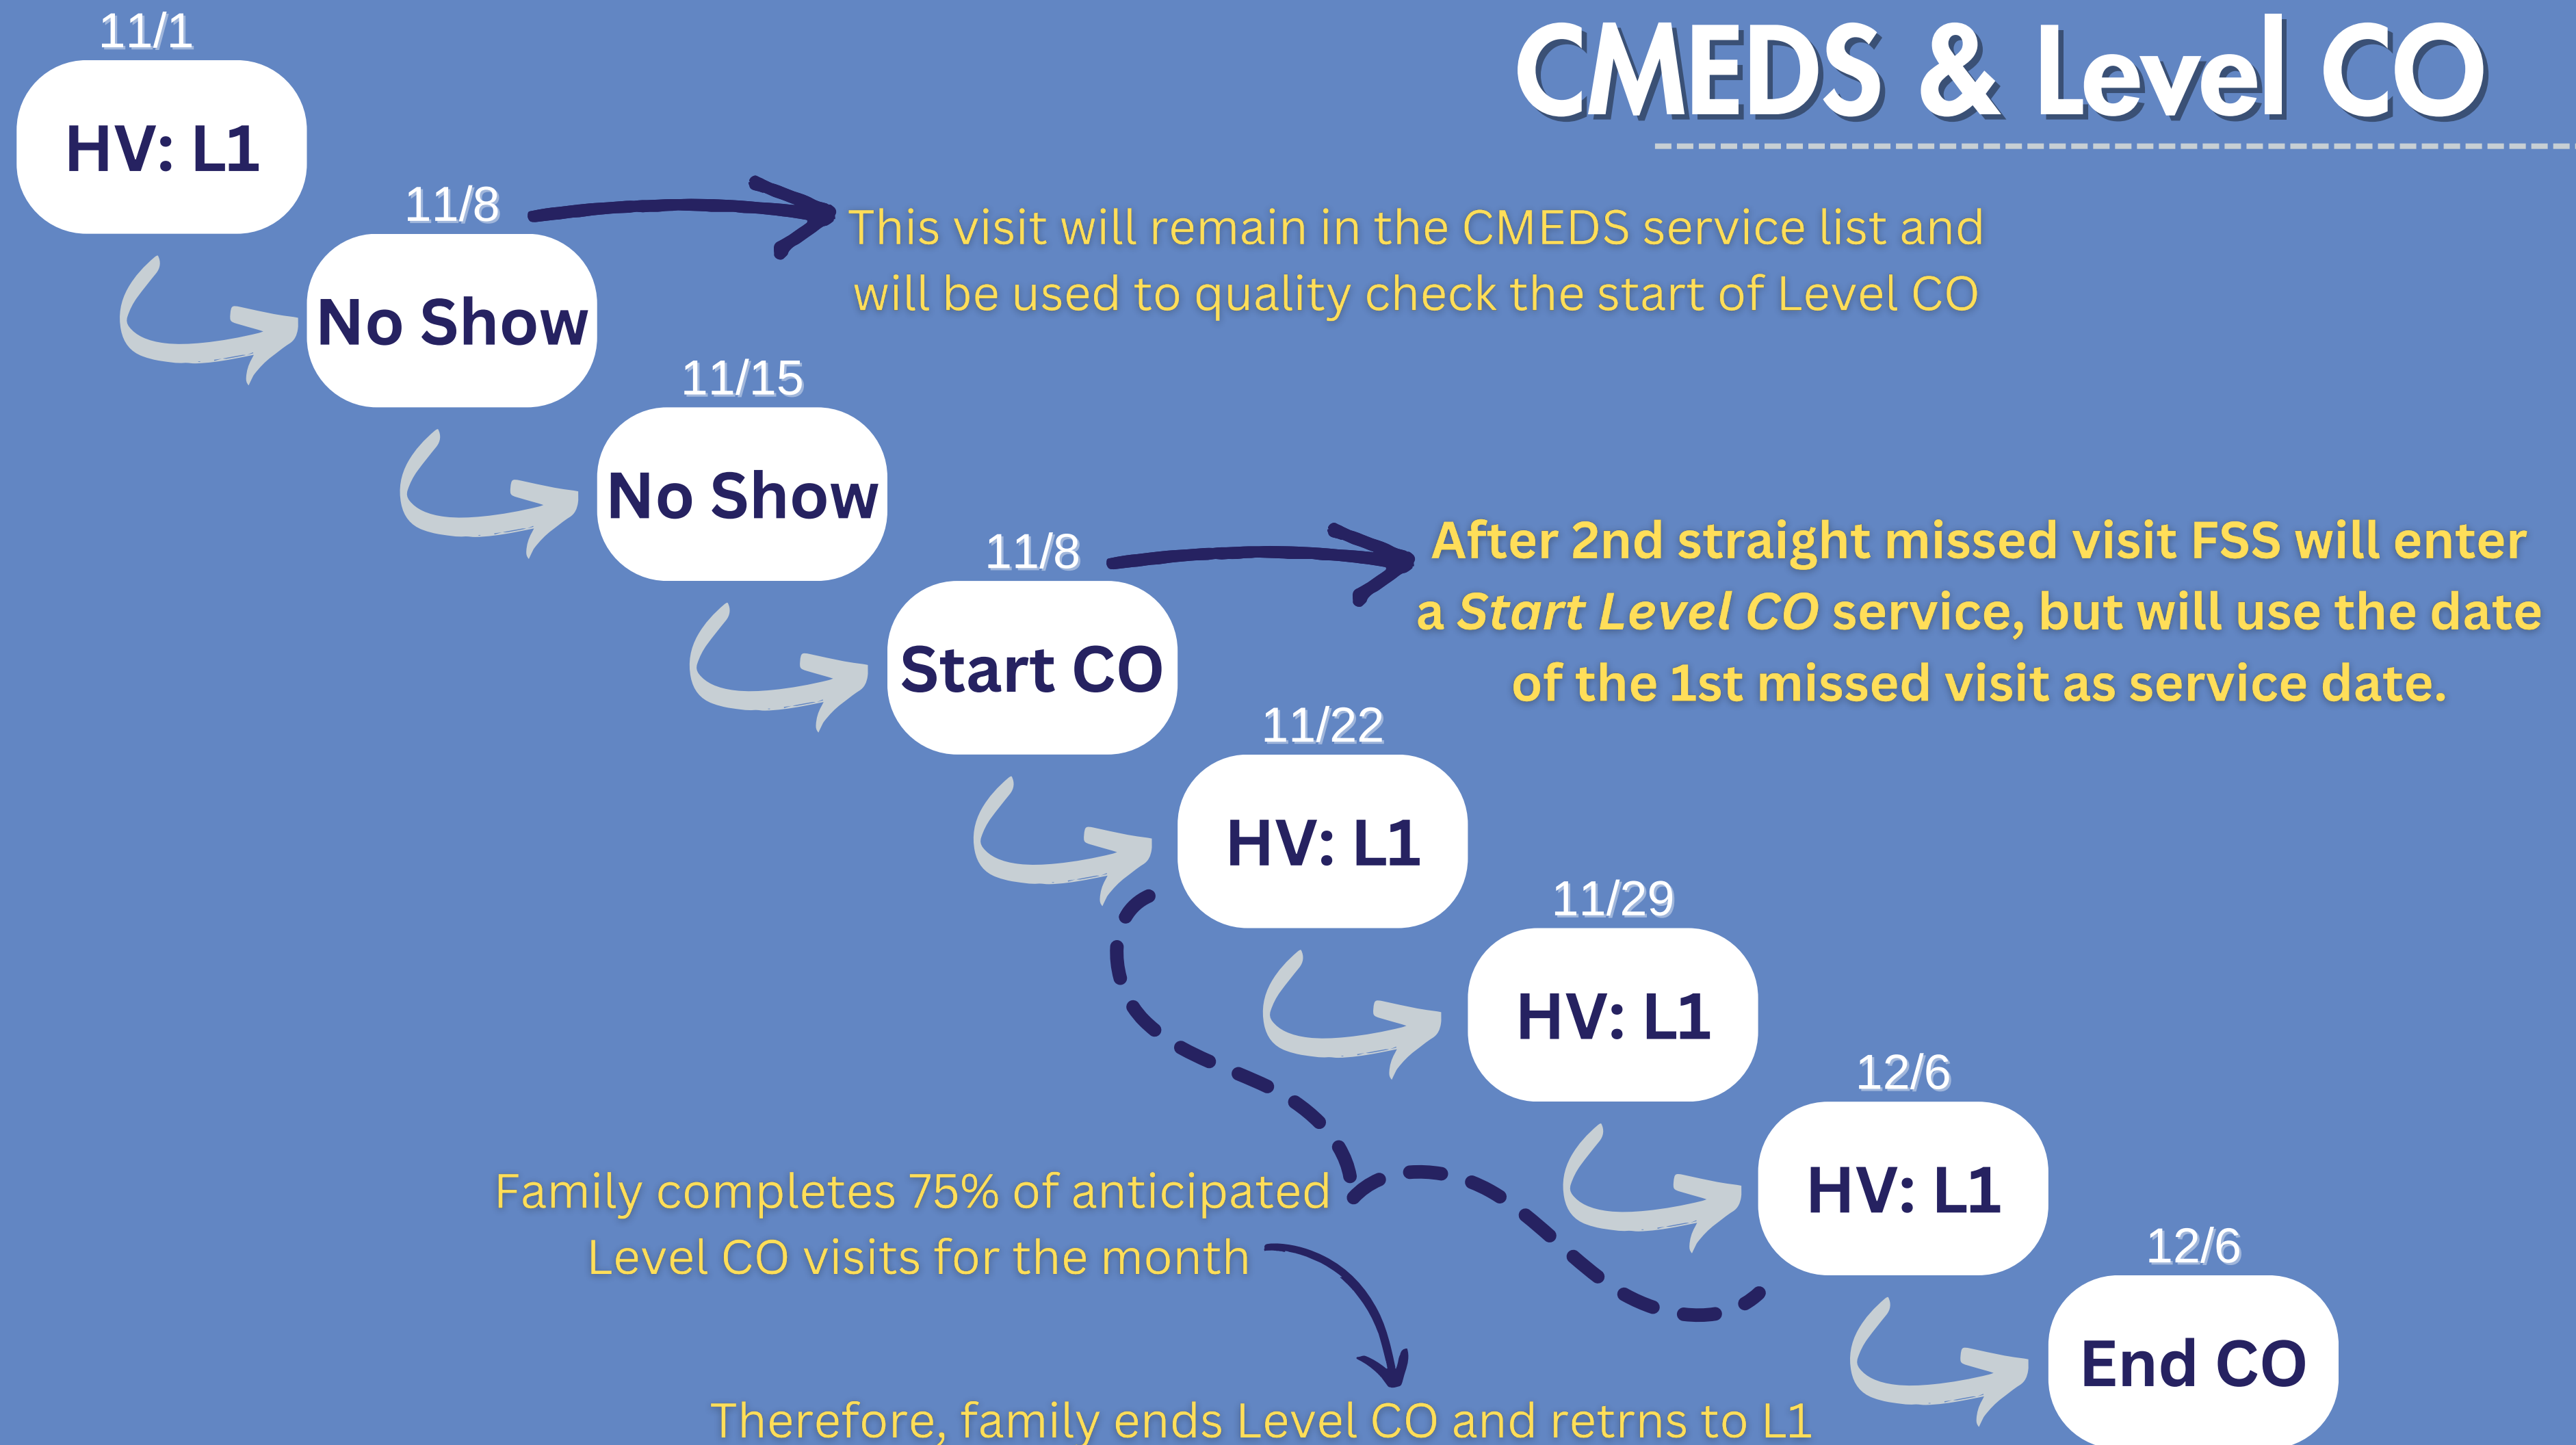 CMEDS & Level CO
11/1
HV: L1
11/8
No Show
This visit will remain in the CMEDS service list and
will be used to quality check the start of Level CO
11/15
No Show
11/8
Start CO
After 2nd straight missed visit FSS will enter
a Start Level CO service, but will use the date
of the 1st missed visit as service date.
11/22
HV: L1
11/29
HV: L1
12/6
HV: L1
Family completes 75% of anticipated
Level CO visits for the month
12/6
End CO
Therefore, family ends Level CO and retrns to L1